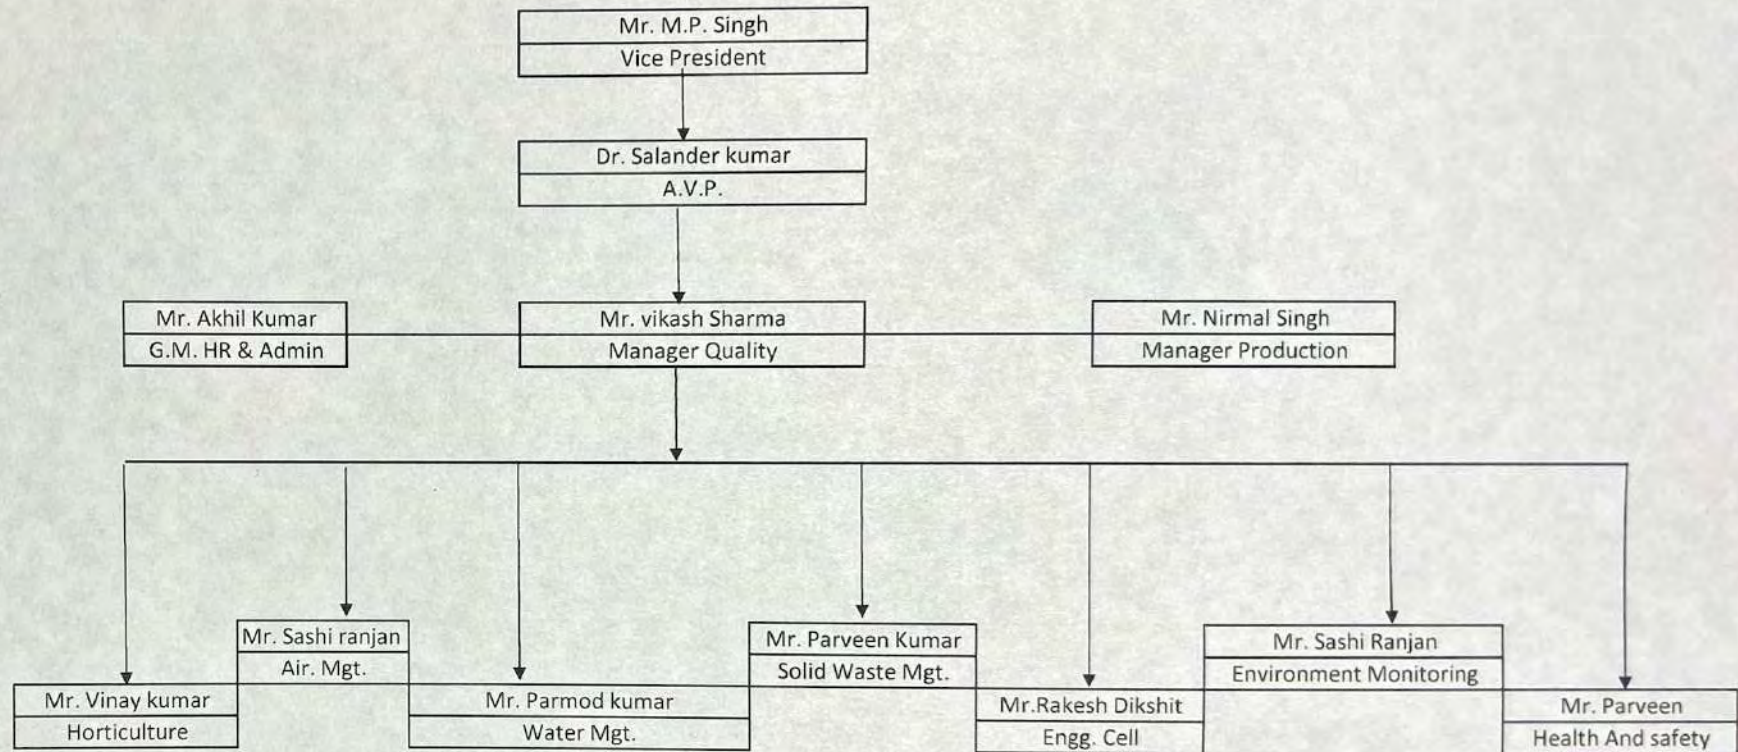 Mr. M.P. Singh
Vice President
Dr. Salander kumar
A.V.P.
Mr. Akhil Kumar
G.M. HR & Admin
Mr. vikash Sharma
Manager Quality
Mr. Nirmal Singh
Manager Production
Mr. Vinay kumar
Horticulture
Mr. Sashi ranjan
Air. Mgt.
Mr. Parmod kumar
Water Mgt.
Mr. Parveen Kumar
Solid Waste Mgt.
Mr.Rakesh Dikshit
Engg. Cell
Mr. Sashi Ranjan
Environment Monitoring
Mr. Parveen
Health And safety